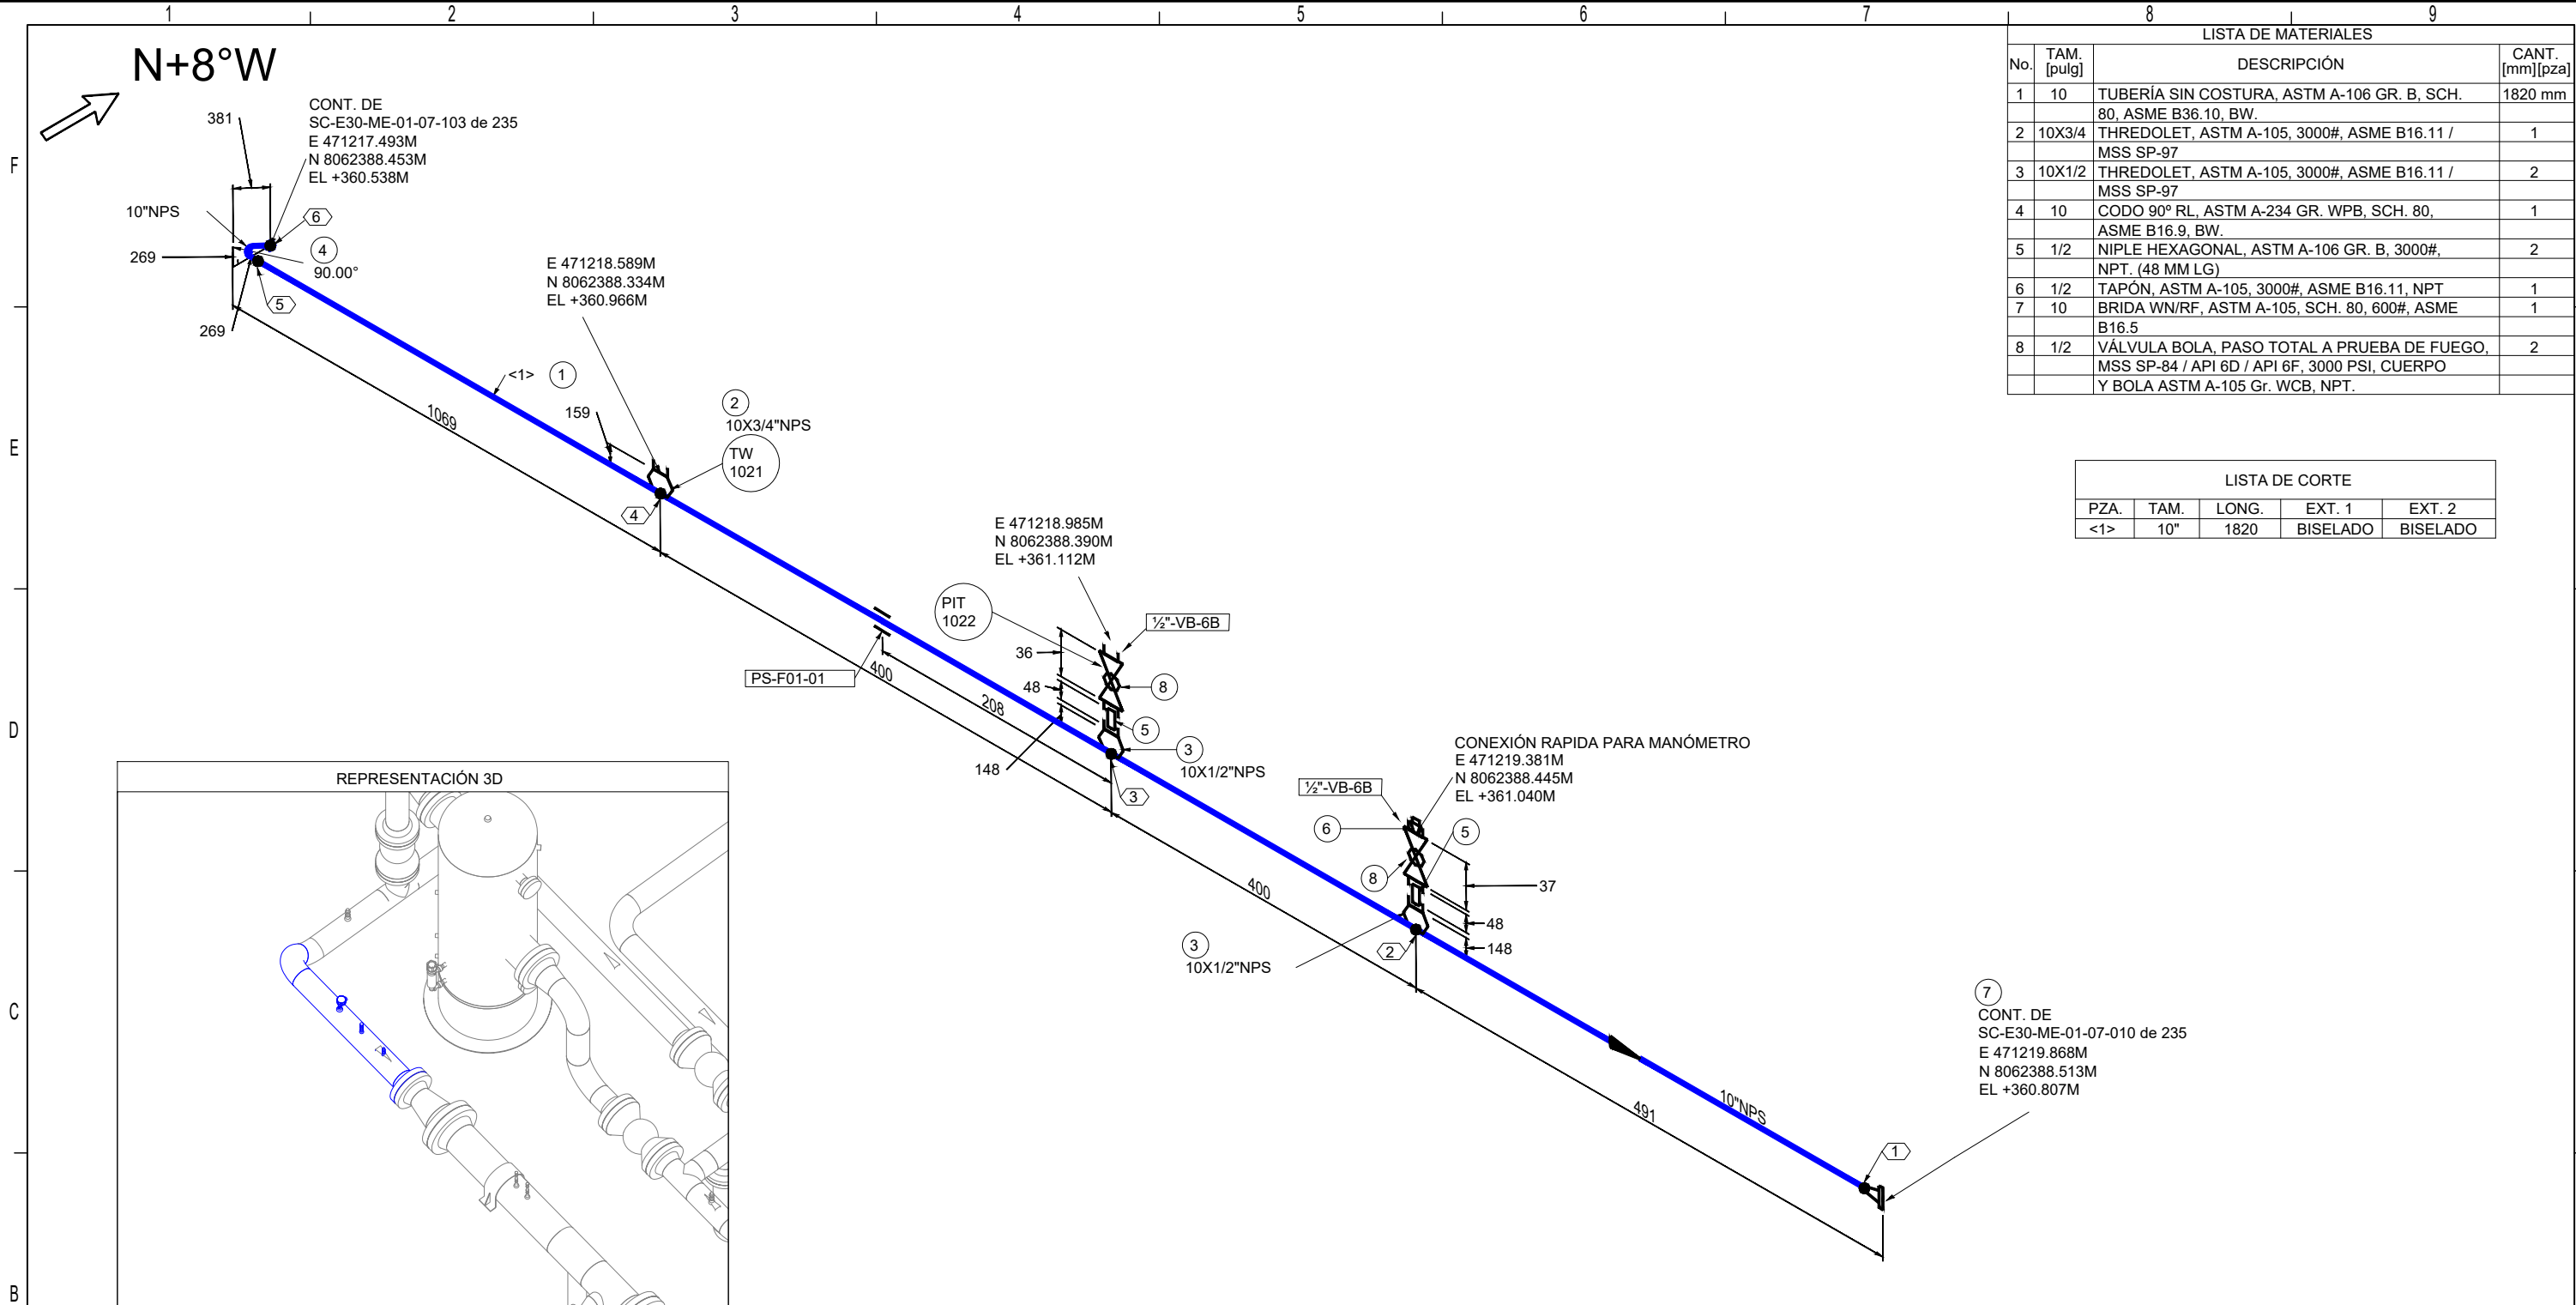 1 2 3 4 5 6 7 8 9
F
E
D
C
B
N+8°W
381
CONT. DE
SC-E30-ME-01-07-103 de 235
E 471217.493M
N 8062388.453M
EL +360.538M
10"NPS
6
4
90.00°
269
5
269
E 471218.589M
N 8062388.334M
EL +360.966M
<1> 1
1069
159
2
10X3/4"NPS
TW
1021
4
E 471218.985M
N 8062388.390M
EL +361.112M
PIT
1022
½"-VB-6B
36
8
48
PS-F01-01
400
208
5
3
10X1/2"NPS
148
3
CONEXIÓN RAPIDA PARA MANÓMETRO
E 471219.381M
N 8062388.445M
EL +361.040M
½"-VB-6B
6
5
8
37
400
48
148
3
10X1/2"NPS
2
7
CONT. DE
SC-E30-ME-01-07-010 de 235
E 471219.868M
N 8062388.513M
EL +360.807M
10"NPS
491
1
REPRESENTACIÓN 3D
LISTA DE MATERIALES
No. TAM. [pulg] DESCRIPCIÓN CANT. [mm][pza]
1 10 TUBERÍA SIN COSTURA, ASTM A-106 GR. B, SCH. 1820 mm
80, ASME B36.10, BW.
2 10X3/4 THREDOLET, ASTM A-105, 3000#, ASME B16.11 / 1
MSS SP-97
3 10X1/2 THREDOLET, ASTM A-105, 3000#, ASME B16.11 / 2
MSS SP-97
4 10 CODO 90º RL, ASTM A-234 GR. WPB, SCH. 80, 1
ASME B16.9, BW.
5 1/2 NIPLE HEXAGONAL, ASTM A-106 GR. B, 3000#, 2
NPT. (48 MM LG)
6 1/2 TAPÓN, ASTM A-105, 3000#, ASME B16.11, NPT 1
7 10 BRIDA WN/RF, ASTM A-105, SCH. 80, 600#, ASME 1
B16.5
8 1/2 VÁLVULA BOLA, PASO TOTAL A PRUEBA DE FUEGO, 2
MSS SP-84 / API 6D / API 6F, 3000 PSI, CUERPO
Y BOLA ASTM A-105 Gr. WCB, NPT.
LISTA DE CORTE
PZA. TAM. LONG. EXT. 1 EXT. 2
<1> 10" 1820 BISELADO BISELADO